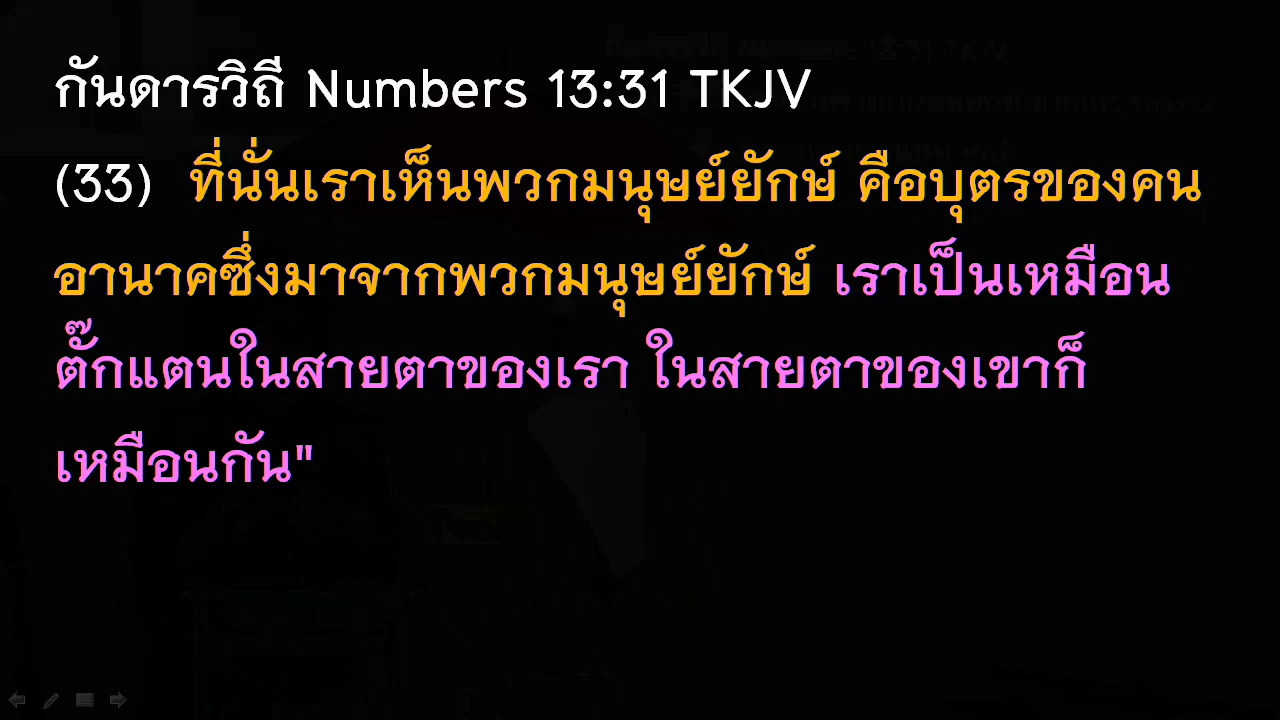 กันดารวิถี Numbers 13:31 TKJV
(33) ที่นั่นเราเห็นพวกมนุษย์ยักษ์ คือบุตรของคน
อานาคซึ่งมาจากพวกมนุษย์ยักษ์ เราเป็นเหมือน
ตั๊กแตนในสายตาของเรา ในสายตาของเขาก็
เหมือนกัน"